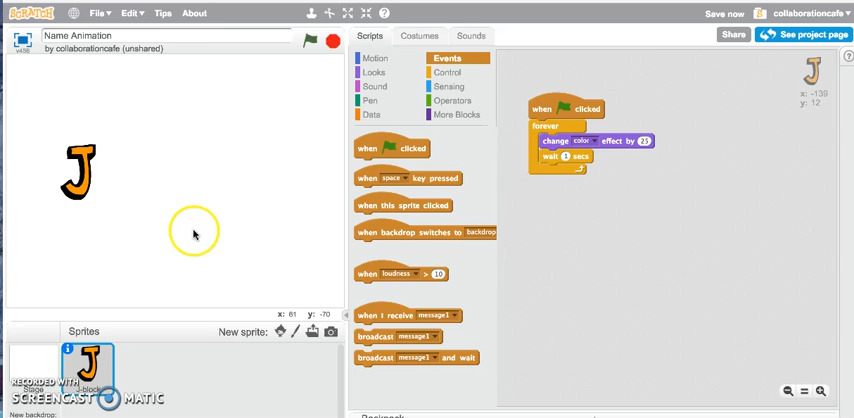 SCRATCH File Edit Tips About Save now collaborationcafe
Share See project page
v456 Name Animation
by collaborationcafe (unshared)
Scripts Costumes Sounds
Motion Events
Looks Control
Sound Sensing
Pen Operators
Data More Blocks
when clicked
when space key pressed
when this sprite clicked
when backdrop switches to backdrop
when loudness > 10
when I receive message1
broadcast message1
broadcast message1 and wait
when clicked
forever
change color effect by 25
wait 1 secs
x: -139
y: 12
J
x: 61 y: -70
Sprites New sprite:
Stage J-block
New backdrop:
RECORDED WITH
SCREENCAST MATIC